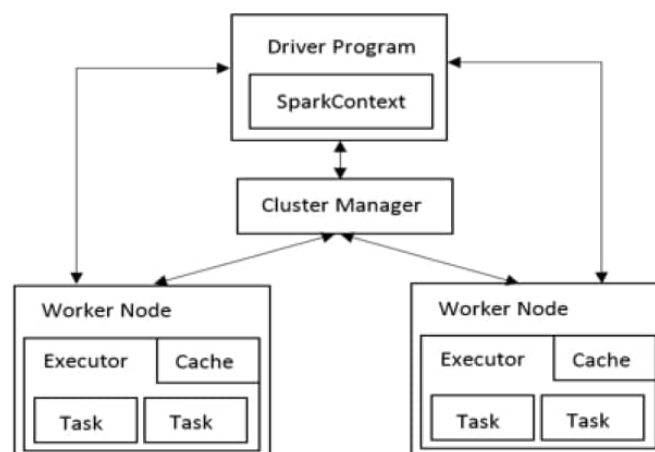 Driver Program
SparkContext
Cluster Manager
Worker Node
Executor
Cache
Task
Task
Worker Node
Executor
Cache
Task
Task